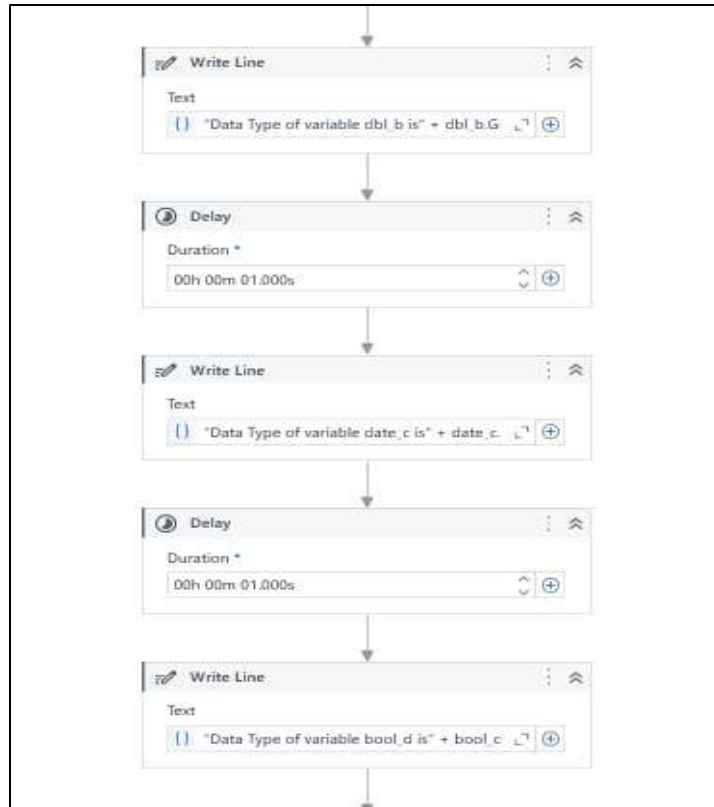 Write Line
Text
"Data Type of variable dbl_b is" + dbl_b.G
Delay
Duration *
00h 00m 01.000s
Write Line
Text
"Data Type of variable date_c is" + date_c.
Delay
Duration *
00h 00m 01.000s
Write Line
Text
"Data Type of variable bool_d is" + bool_c